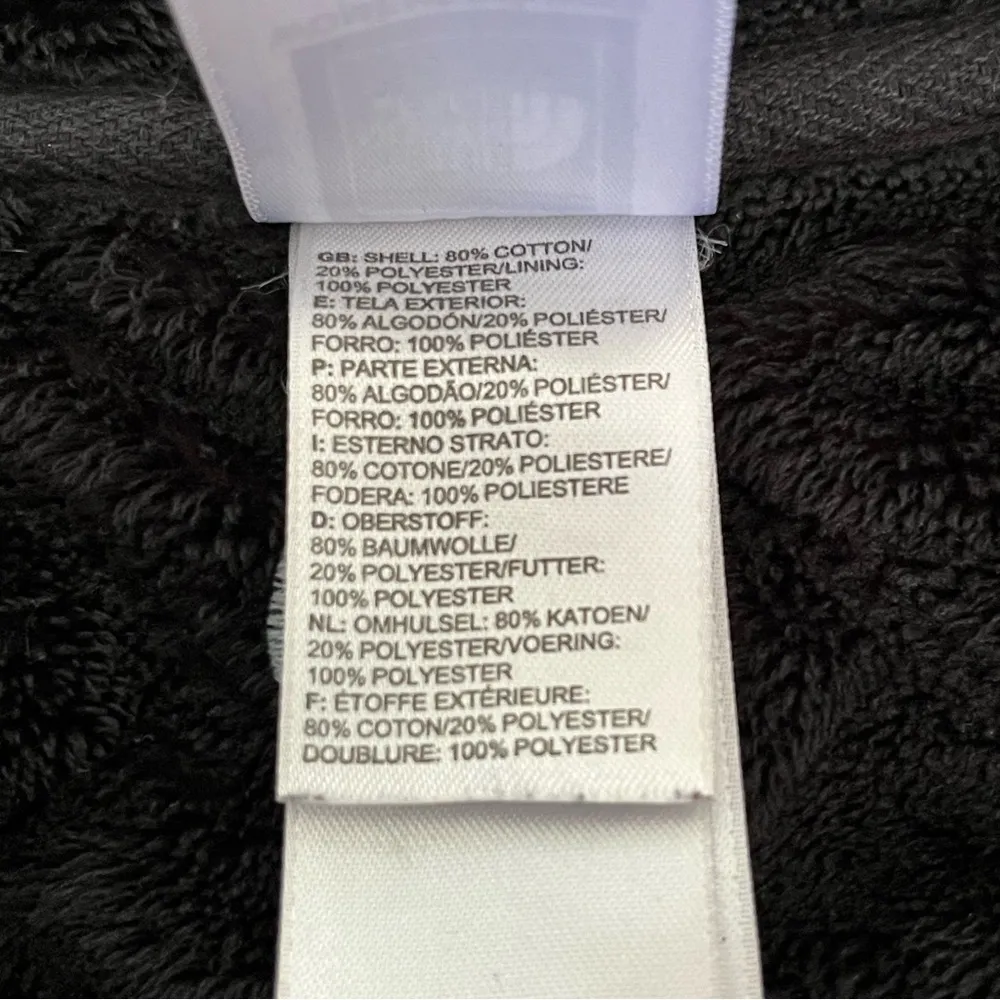 GB: SHELL: 80% COTTON/
20% POLYESTER/LINING:
100% POLYESTER
E: TELA EXTERIOR:
80% ALGODÓN/20% POLIÉSTER/
FORRO: 100% POLIÉSTER
P: PARTE EXTERNA:
80% ALGODÃO/20% POLIÉSTER/
FORRO: 100% POLIÉSTER
I: ESTERNO STRATO:
80% COTONE/20% POLIESTERE/
FODERA: 100% POLIESTERE
D: OBERSTOFF:
80% BAUMWOLLE/
20% POLYESTER/FUTTER:
100% POLYESTER
NL: OMHULSEL: 80% KATOEN/
20% POLYESTER/VOERING:
100% POLYESTER
F: ÉTOFFE EXTÉRIEURE:
80% COTON/20% POLYESTER/
DOUBLURE: 100% POLYESTER